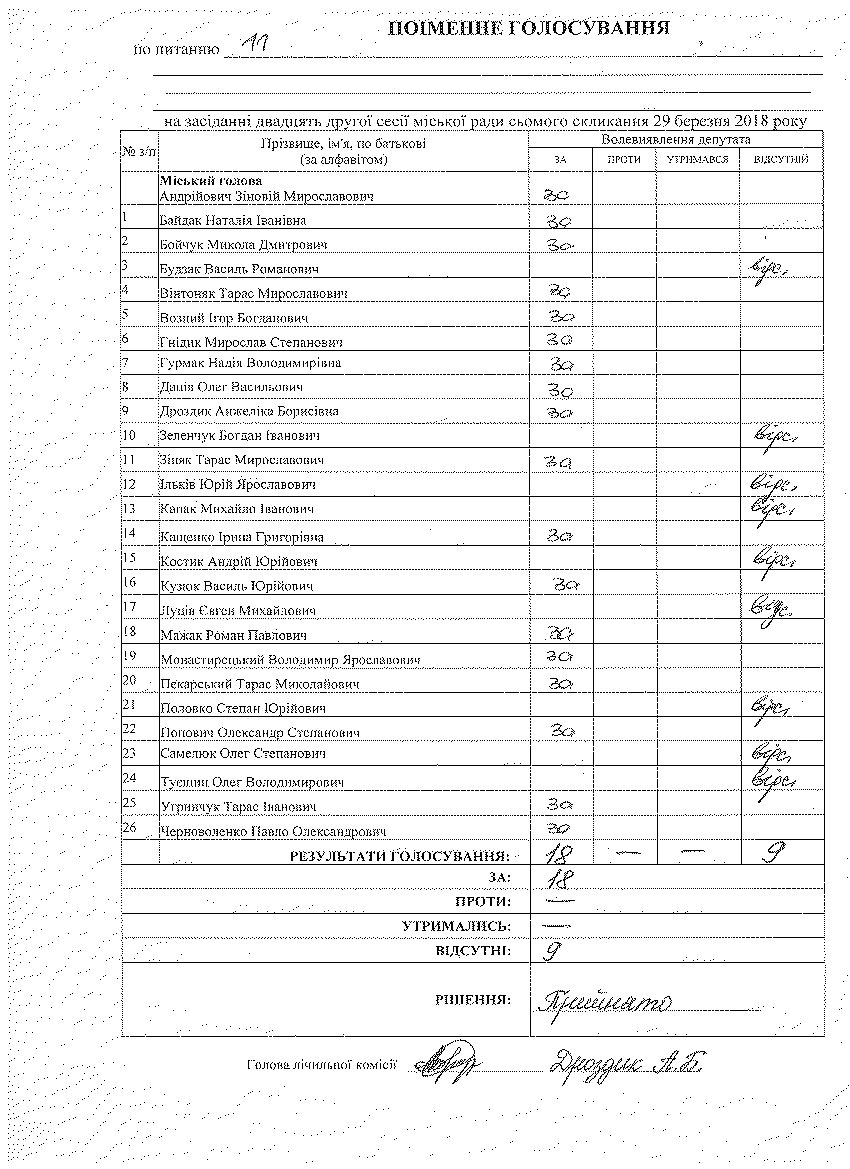 ПОІМЕННЕ ГОЛОСУВАННЯ
по питанню 11
на засіданні двадцять другої сесії міської ради сьомого скликання 29 березня 2018 року
№ з/п Прізвище, ім'я, по батькові (за алфавітом) Волевиявлення депутата
ЗА ПРОТИ УТРИМАВСЯ ВІДСУТНІЙ
Міський голова
Андрійович Зіновій Мирославович за
1 Байдак Наталія Іванівна за
2 Бойчук Микола Дмитрович за
3 Будзак Василь Романович відс.
4 Вінтоняк Тарас Мирославович за
5 Возний Ігор Богданович за
6 Гнідик Мирослав Степанович за
7 Гурмак Надія Володимирівна за
8 Дація Олег Васильович за
9 Дроздик Анжеліка Борисівна за
10 Зеленчук Богдан Іванович відс.
11 Зіняк Тарас Мирославович за
12 Ільків Юрій Ярославович відс.
13 Капак Михайло Іванович відс.
14 Кащенко Ірина Григорівна за
15 Костик Андрій Юрійович відс.
16 Кузюк Василь Юрійович за
17 Луців Євген Михайлович відс.
18 Мажак Роман Павлович за
19 Монастирецький Володимир Ярославович за
20 Пекарський Тарас Миколайович за
21 Половко Степан Юрійович відс.
22 Попович Олександр Степанович за
23 Самелюк Олег Степанович відс.
24 Олег Володимирович відс.
25 Угринчук Тарас Іванович за
26 Черноволенко Павло Олександрович за
РЕЗУЛЬТАТИ ГОЛОСУВАННЯ: 18 — — 9
ЗА: 18
ПРОТИ: —
УТРИМАЛИСЬ: —
ВІДСУТНІ: 9
РІШЕННЯ: Прийнято
Голова лічильної комісії Дроздик А.Б.